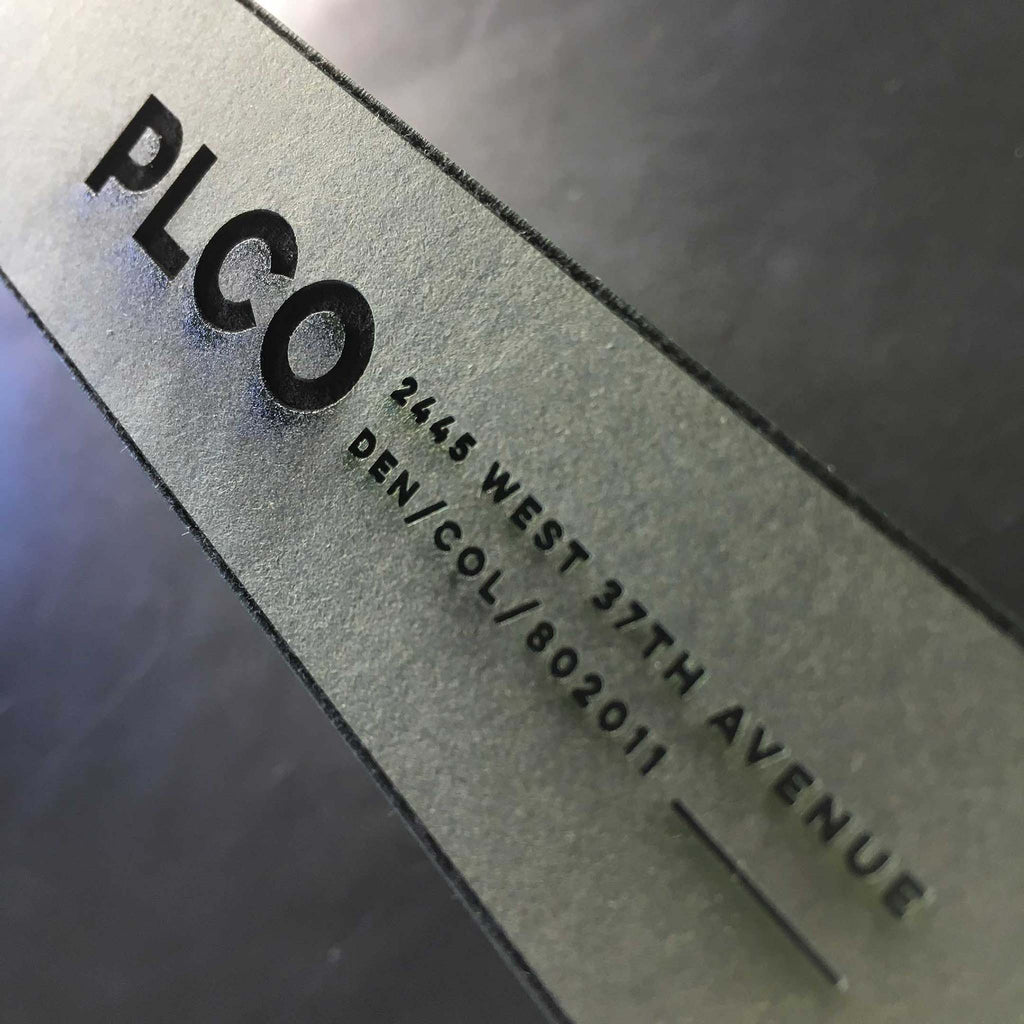 PLCO
2445 WEST 37TH AVENUE
DEN/COL/802011